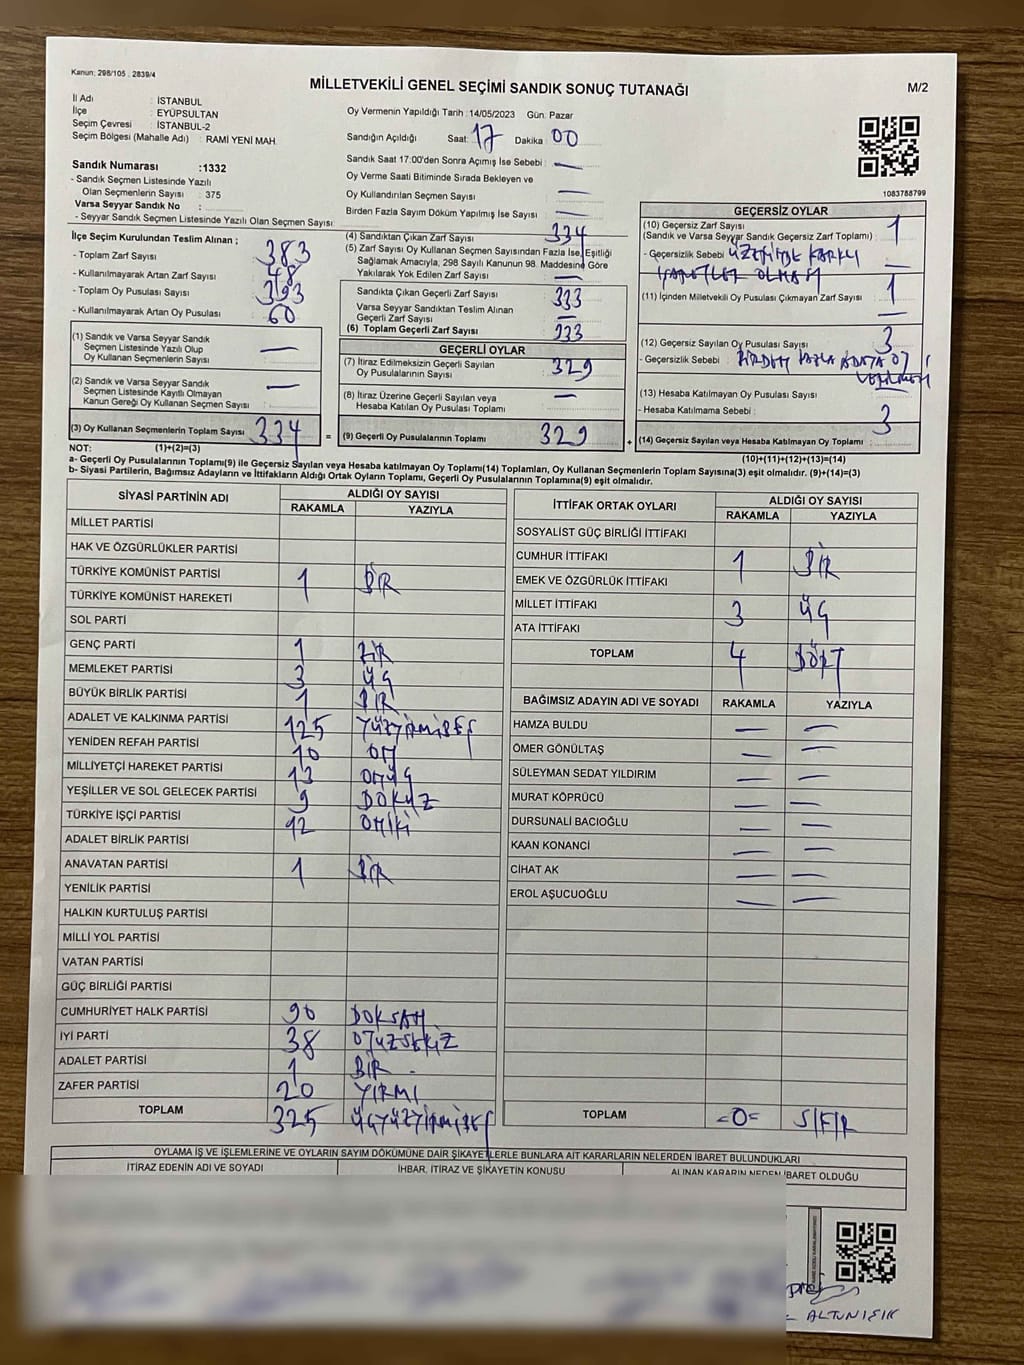 Kanun; 298/105 , 2839/4
MİLLETVEKİLİ GENEL SEÇİMİ SANDIK SONUÇ TUTANAĞI
M/2
İl Adı : İSTANBUL
İlçe : EYÜPSULTAN
Seçim Çevresi : İSTANBUL-2
Seçim Bölgesi (Mahalle Adı) : RAMİ YENİ MAH.
Oy Vermenin Yapıldığı Tarih : 14/05/2023 Gün: Pazar
Sandığın Açıldığı Saat: 17 Dakika : 00
Sandık Saat 17:00'den Sonra Açımış İse Sebebi : —
Oy Verme Saati Bitiminde Sırada Bekleyen ve
Oy Kullandırılan Seçmen Sayısı : —
Birden Fazla Sayım Döküm Yapılmış İse Sayısı : —
1083788799
Sandık Numarası :1332
- Sandık Seçmen Listesinde Yazılı
Olan Seçmenlerin Sayısı : 375
Varsa Seyyar Sandık No :
- Seyyar Sandık Seçmen Listesinde Yazılı Olan Seçmen Sayısı:
İlçe Seçim Kurulundan Teslim Alınan ;
- Toplam Zarf Sayısı : 383
- Kullanılmayarak Artan Zarf Sayısı : 48
- Toplam Oy Pusulası Sayısı : 393
- Kullanılmayarak Artan Oy Pusulası : 60
(1) Sandık ve Varsa Seyyar Sandık
Seçmen Listesinde Yazılı Olup
Oy Kullanan Seçmenlerin Sayısı : —
(2) Sandık ve Varsa Seyyar Sandık
Seçmen Listesinde Kayıtlı Olmayan
Kanun Gereği Oy Kullanan Seçmen Sayısı : —
(3) Oy Kullanan Seçmenlerin Toplam Sayısı : 334
(4) Sandıktan Çıkan Zarf Sayısı : 334
(5) Zarf Sayısı Oy Kullanan Seçmen Sayısından Fazla İse, Eşitliği
Sağlamak Amacıyla, 298 Sayılı Kanunun 98. Maddesine Göre
Yakılarak Yok Edilen Zarf Sayısı : —
Sandıkta Çıkan Geçerli Zarf Sayısı : 333
Varsa Seyyar Sandıktan Teslim Alınan
Geçerli Zarf Sayısı : —
(6) Toplam Geçerli Zarf Sayısı : 333
GEÇERLİ OYLAR
(7) İtiraz Edilmeksizin Geçerli Sayılan
Oy Pusulalarının Sayısı : 329
(8) İtiraz Üzerine Geçerli Sayılan veya
Hesaba Katılan Oy Pusulası Toplamı : —
= (9) Geçerli Oy Pusulalarının Toplamı : 329
GEÇERSİZ OYLAR
(10) Geçersiz Zarf Sayısı
(Sandık ve Varsa Seyyar Sandık Geçersiz Zarf Toplamı) : 1
- Geçersizlik Sebebi : ÜZERİNDE FARKLI —
İŞARETLER OLMASI 1
(11) İçinden Milletvekili Oy Pusulası Çıkmayan Zarf Sayısı : —
(12) Geçersiz Sayılan Oy Pusulası Sayısı : 3
- Geçersizlik Sebebi : BİRDEN FAZLA ADAYA OY
VERİLMESİ
(13) Hesaba Katılmayan Oy Pusulası Sayısı :
- Hesaba Katılmama Sebebi : 3
+ (14) Geçersiz Sayılan veya Hesaba Katılmayan Oy Toplamı :
NOT: (1)+(2)=(3) (10)+(11)+(12)+(13)=(14)
a- Geçerli Oy Pusulalarının Toplamı(9) ile Geçersiz Sayılan veya Hesaba katılmayan Oy Toplamı(14) Toplamları, Oy Kullanan Seçmenlerin Toplam Sayısına(3) eşit olmalıdır. (9)+(14)=(3)
b- Siyasi Partilerin, Bağımsız Adayların ve İttifakların Aldığı Ortak Oyların Toplamı, Geçerli Oy Pusulalarının Toplamına(9) eşit olmalıdır.
SİYASİ PARTİNİN ADI ALDIĞI OY SAYISI
RAKAMLA YAZIYLA
MİLLET PARTİSİ
HAK VE ÖZGÜRLÜKLER PARTİSİ
TÜRKİYE KOMÜNİST PARTİSİ 1 BİR
TÜRKİYE KOMÜNİST HAREKETİ
SOL PARTİ
GENÇ PARTİ 1 BİR
MEMLEKET PARTİSİ 3 ÜÇ
BÜYÜK BİRLİK PARTİSİ 1 BİR
ADALET VE KALKINMA PARTİSİ 125 YÜZYİRMİBEŞ
YENİDEN REFAH PARTİSİ 10 ON
MİLLİYETÇİ HAREKET PARTİSİ 13 ONÜÇ
YEŞİLLER VE SOL GELECEK PARTİSİ 9 DOKUZ
TÜRKİYE İŞÇİ PARTİSİ 12 ONİKİ
ADALET BİRLİK PARTİSİ
ANAVATAN PARTİSİ 1 BİR
YENİLİK PARTİSİ
HALKIN KURTULUŞ PARTİSİ
MİLLİ YOL PARTİSİ
VATAN PARTİSİ
GÜÇ BİRLİĞİ PARTİSİ
CUMHURİYET HALK PARTİSİ 90 DOKSAN
İYİ PARTİ 38 OTUZSEKİZ
ADALET PARTİSİ 1 BİR
ZAFER PARTİSİ 20 YİRMİ
TOPLAM 325 ÜÇYÜZYİRMİBEŞ
İTTİFAK ORTAK OYLARI ALDIĞI OY SAYISI
RAKAMLA YAZIYLA
SOSYALİST GÜÇ BİRLİĞİ İTTİFAKI
CUMHUR İTTİFAKI 1 BİR
EMEK VE ÖZGÜRLÜK İTTİFAKI
MİLLET İTTİFAKI 3 ÜÇ
ATA İTTİFAKI
TOPLAM 4 DÖRT
BAĞIMSIZ ADAYIN ADI VE SOYADI RAKAMLA YAZIYLA
HAMZA BULDU — —
ÖMER GÖNÜLTAŞ — —
SÜLEYMAN SEDAT YILDIRIM — —
MURAT KÖPRÜCÜ — —
DURSUNALİ BACIOĞLU — —
KAAN KONANCİ — —
CİHAT AK — —
EROL AŞUCUOĞLU — —
TOPLAM =0= SIFIR
OYLAMA İŞ VE İŞLEMLERİNE VE OYLARIN SAYIM DÖKÜMÜNE DAİR ŞİKAYETLERLE BUNLARA AİT KARARLARIN NELERDEN İBARET BULUNDUKLARI
İTİRAZ EDENİN ADI VE SOYADI İHBAR, İTİRAZ VE ŞİKAYETİN KONUSU ALINAN KARARIN NEDEN İBARET OLDUĞU
ALTUNIŞIK